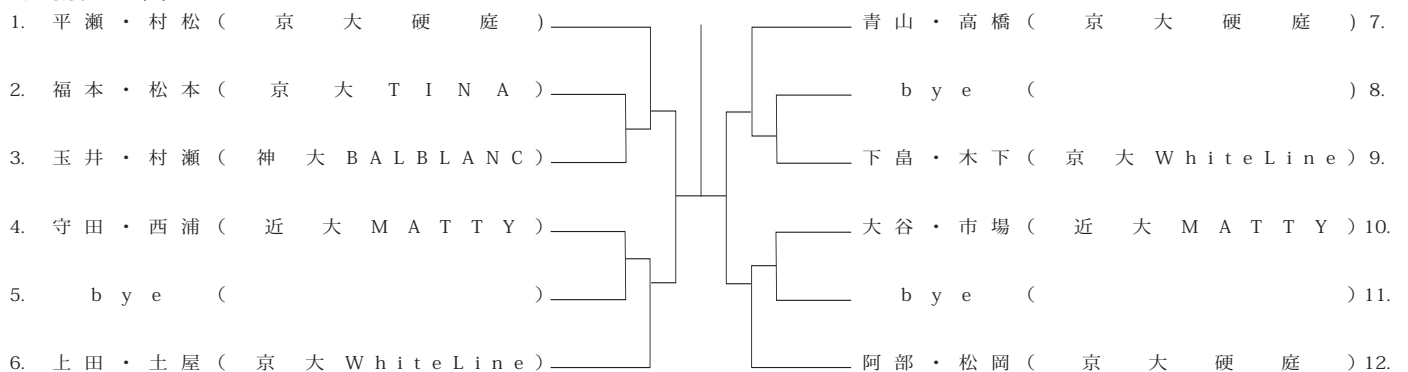 1. 平瀬・村松(京大硬庭)
2. 福本・松本(京大TINA)
3. 玉井・村瀬(神大BALBLANC)
4. 守田・西浦(近大MATTY)
5. bye ( )
6. 上田・土屋(京大WhiteLine)
青山・高橋(京大硬庭) 7.
bye ( ) 8.
下畠・木下(京大WhiteLine) 9.
大谷・市場(近大MATTY) 10.
bye ( ) 11.
阿部・松岡(京大硬庭) 12.